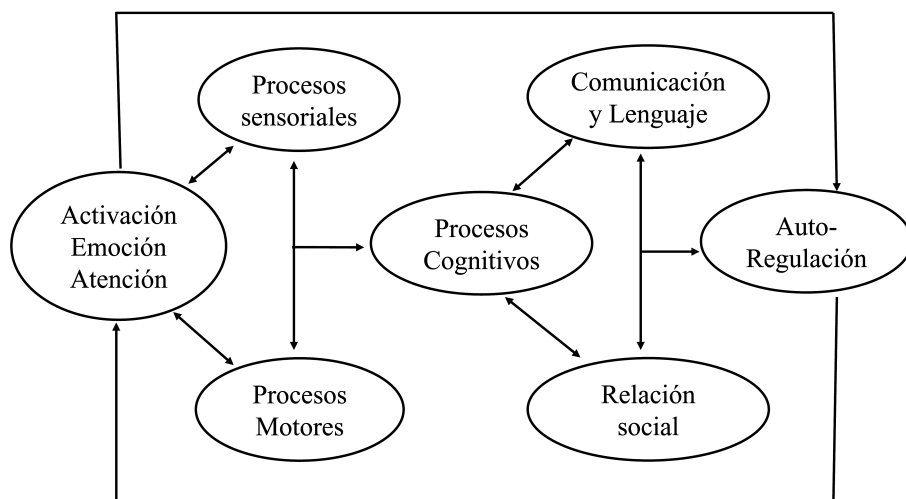 Procesos
sensoriales
Comunicación
y Lenguaje
Activación
Emoción
Atención
Procesos
Cognitivos
Auto-
Regulación
Procesos
Motores
Relación
social